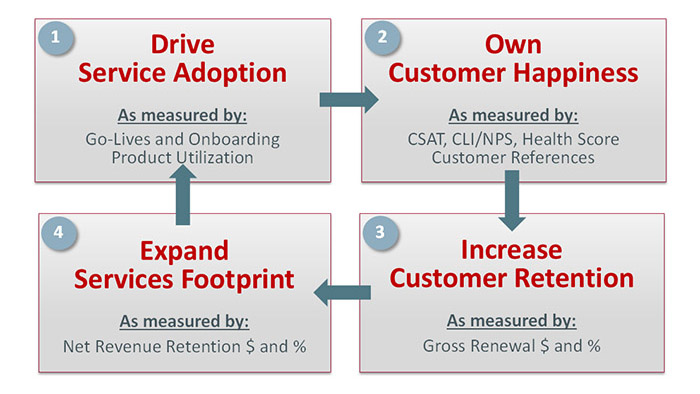 1
Drive
Service Adoption
As measured by:
Go-Lives and Onboarding
Product Utilization
2
Own
Customer Happiness
As measured by:
CSAT, CLI/NPS, Health Score
Customer References
3
Increase
Customer Retention
As measured by:
Gross Renewal $ and %
4
Expand
Services Footprint
As measured by:
Net Revenue Retention $ and %